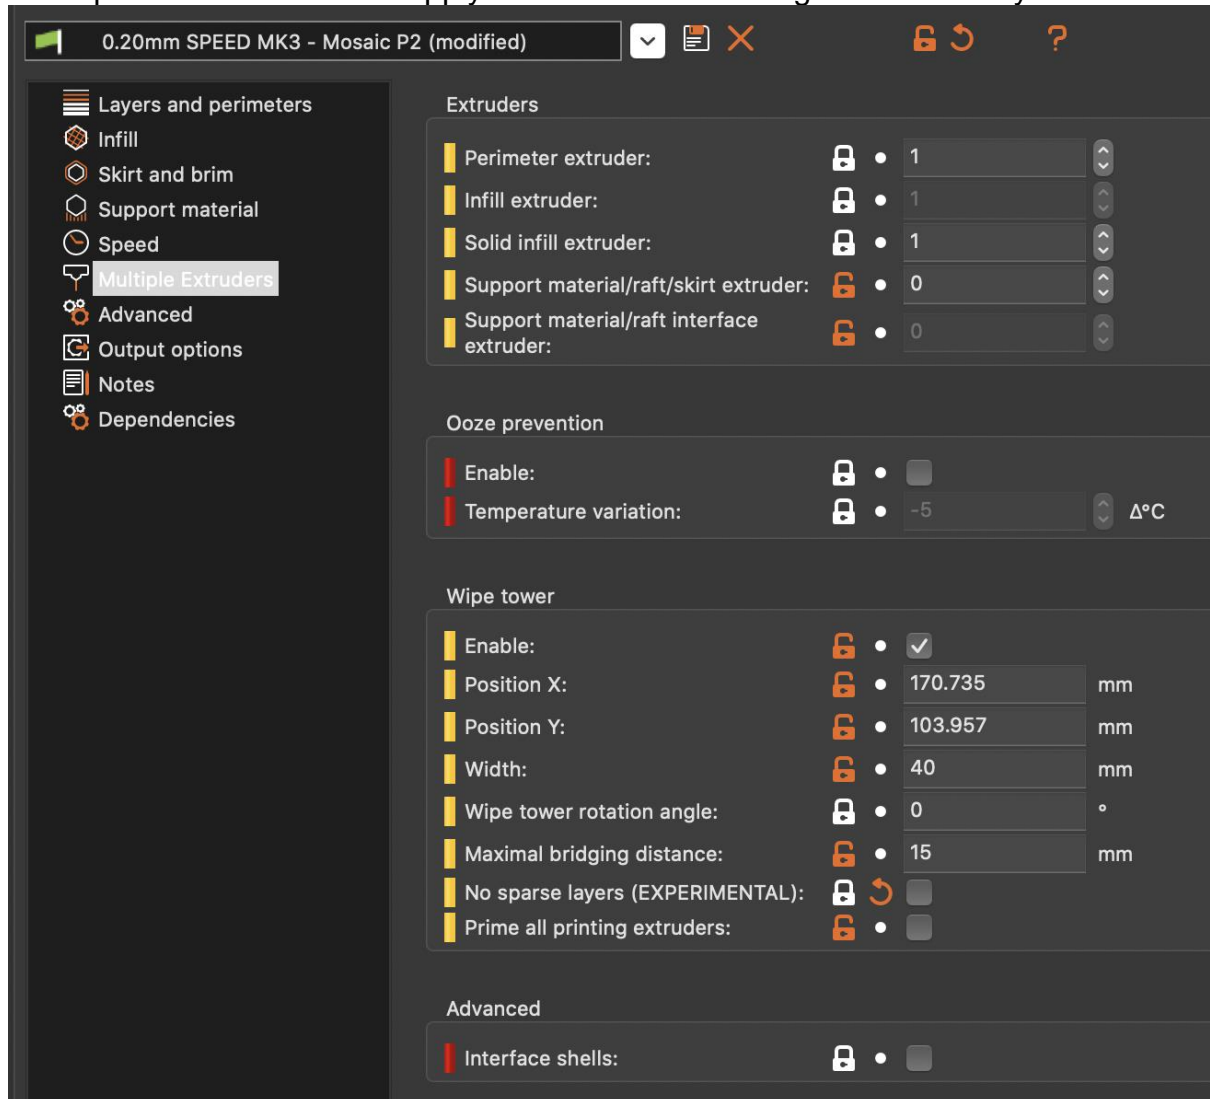 0.20mm SPEED MK3 - Mosaic P2 (modified)
?
Layers and perimeters
Infill
Skirt and brim
Support material
Speed
Multiple Extruders
Advanced
Output options
Notes
Dependencies
Extruders
Perimeter extruder: 1
Infill extruder: 1
Solid infill extruder: 1
Support material/raft/skirt extruder: 0
Support material/raft interface
extruder: 0
Ooze prevention
Enable:
Temperature variation: -5 Δ°C
Wipe tower
Enable:
Position X: 170.735 mm
Position Y: 103.957 mm
Width: 40 mm
Wipe tower rotation angle: 0 °
Maximal bridging distance: 15 mm
No sparse layers (EXPERIMENTAL):
Prime all printing extruders:
Advanced
Interface shells: